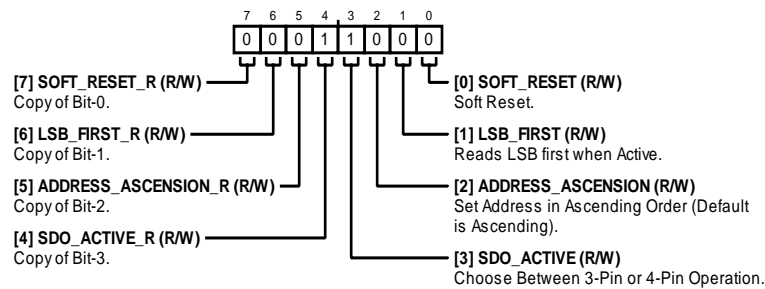 7 6 5 4 3 2 1 0
0 0 0 1 1 0 0 0
[7] SOFT_RESET_R (R/W)
Copy of Bit-0.
[6] LSB_FIRST_R (R/W)
Copy of Bit-1.
[5] ADDRESS_ASCENSION_R (R/W)
Copy of Bit-2.
[4] SDO_ACTIVE_R (R/W)
Copy of Bit-3.
[0] SOFT_RESET (R/W)
Soft Reset.
[1] LSB_FIRST (R/W)
Reads LSB first when Active.
[2] ADDRESS_ASCENSION (R/W)
Set Address in Ascending Order (Default
is Ascending).
[3] SDO_ACTIVE (R/W)
Choose Between 3-Pin or 4-Pin Operation.